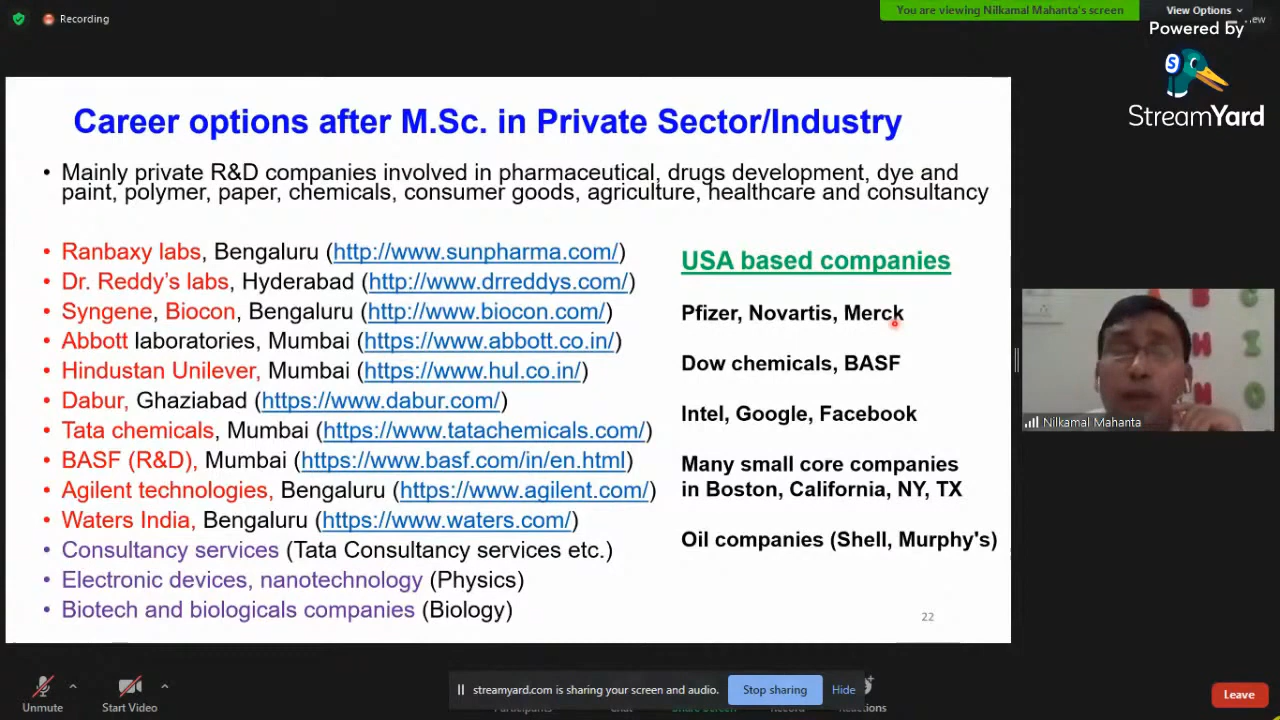 Recording
You are viewing Nilkamal Mahanta's screen
View Options
Powered by
StreamYard
Career options after M.Sc. in Private Sector/Industry
• Mainly private R&D companies involved in pharmaceutical, drugs development, dye and
paint, polymer, paper, chemicals, consumer goods, agriculture, healthcare and consultancy
• Ranbaxy labs, Bengaluru (http://www.sunpharma.com/)
• Dr. Reddy's labs, Hyderabad (http://www.drreddys.com/)
• Syngene, Biocon, Bengaluru (http://www.biocon.com/)
• Abbott laboratories, Mumbai (https://www.abbott.co.in/)
• Hindustan Unilever, Mumbai (https://www.hul.co.in/)
• Dabur, Ghaziabad (https://www.dabur.com/)
• Tata chemicals, Mumbai (https://www.tatachemicals.com/)
• BASF (R&D), Mumbai (https://www.basf.com/in/en.html)
• Agilent technologies, Bengaluru (https://www.agilent.com/)
• Waters India, Bengaluru (https://www.waters.com/)
• Consultancy services (Tata Consultancy services etc.)
• Electronic devices, nanotechnology (Physics)
• Biotech and biologicals companies (Biology)
USA based companies
Pfizer, Novartis, Merck
Dow chemicals, BASF
Intel, Google, Facebook
Many small core companies
in Boston, California, NY, TX
Oil companies (Shell, Murphy's)
22
Nilkamal Mahanta
Unmute
Start Video
streamyard.com is sharing your screen and audio.
Stop sharing
Hide
Reactions
Leave